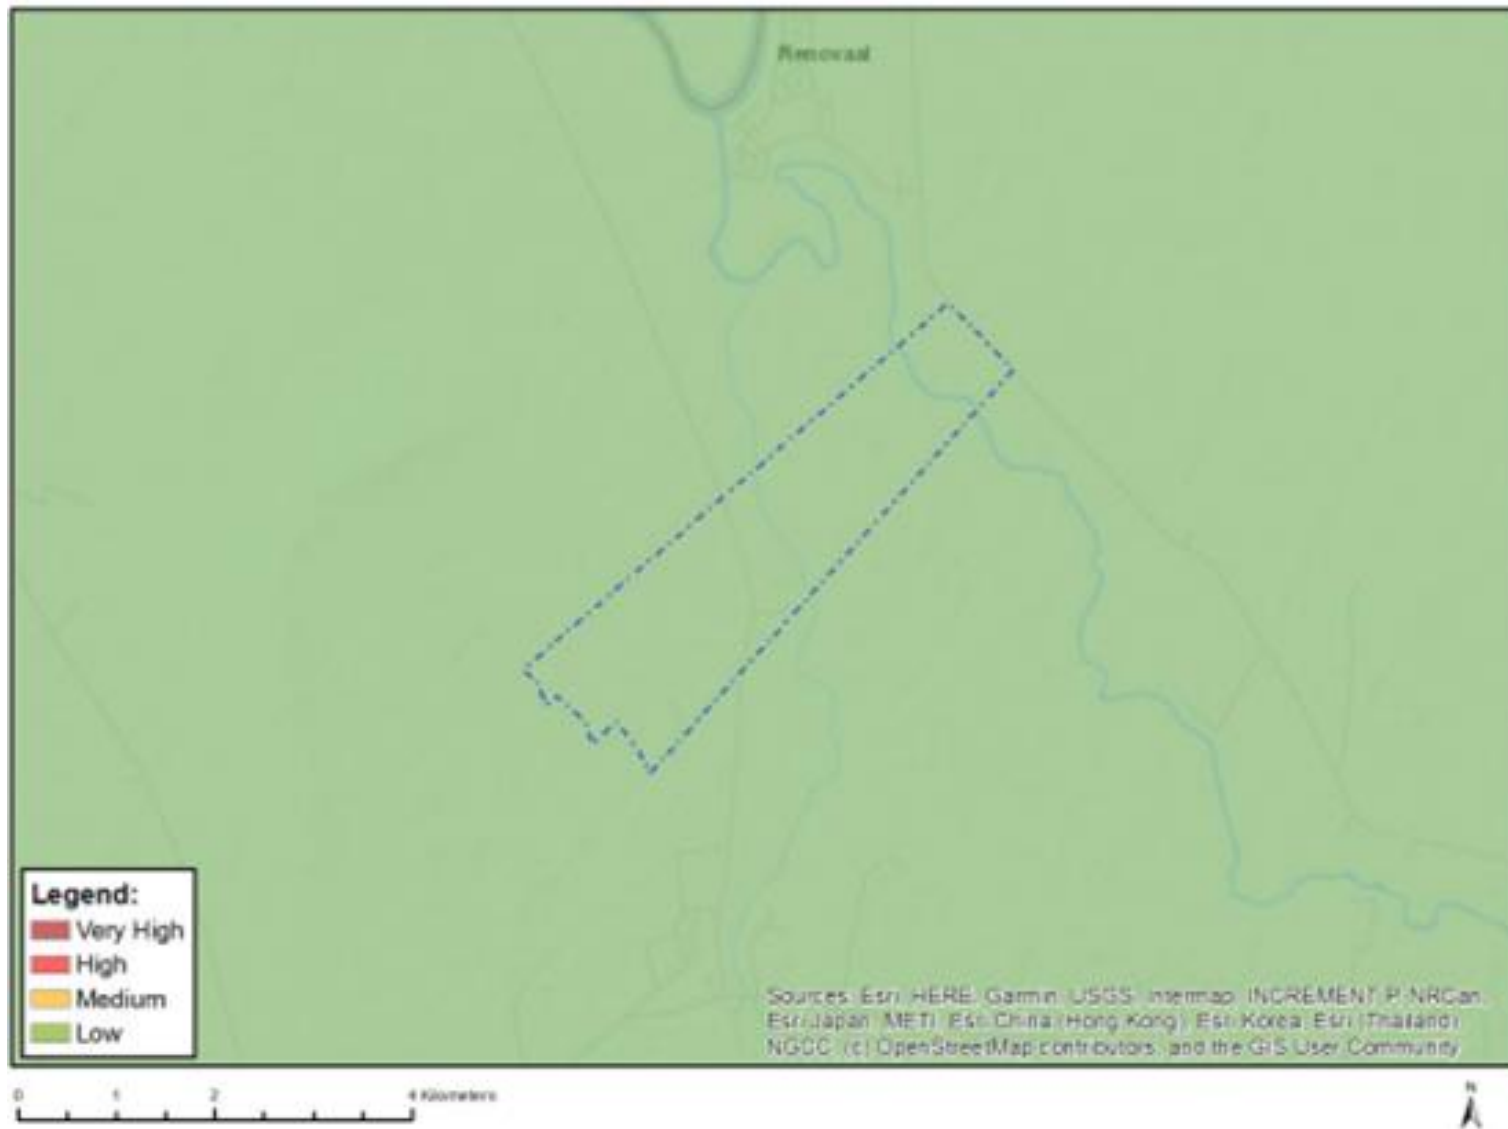 Renovaal
Legend:
Very High
High
Medium
Low
Sources: Esri, HERE, Garmin, USGS, Intermap, INCREMENT P, NRCan,
Esri Japan, METI, Esri China (Hong Kong), Esri Korea, Esri (Thailand),
NGCC, (c) OpenStreetMap contributors, and the GIS User Community
0 1 2 4 Kilometers
N